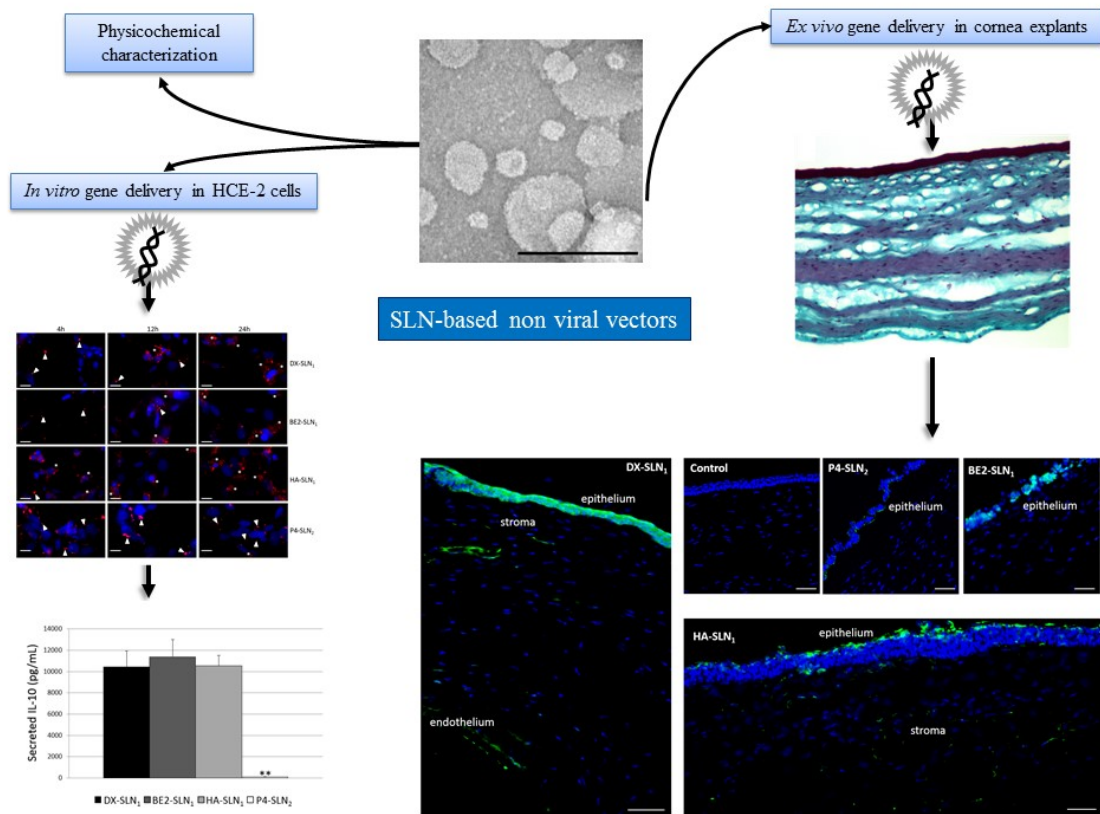 Physicochemical
characterization
Ex vivo gene delivery in cornea explants
In vitro gene delivery in HCE-2 cells
SLN-based non viral vectors
4h 12h 24h
DX-SLN₁
BE2-SLN₁
HA-SLN₁
P4-SLN₂
Secreted IL-10 (pg/mL)
14000
12000
10000
8000
6000
4000
2000
0
**
DX-SLN₁ BE2-SLN₁ HA-SLN₁ P4-SLN₂
DX-SLN₁
epithelium
stroma
endothelium
Control
P4-SLN₂
epithelium
BE2-SLN₁
epithelium
HA-SLN₁
epithelium
stroma